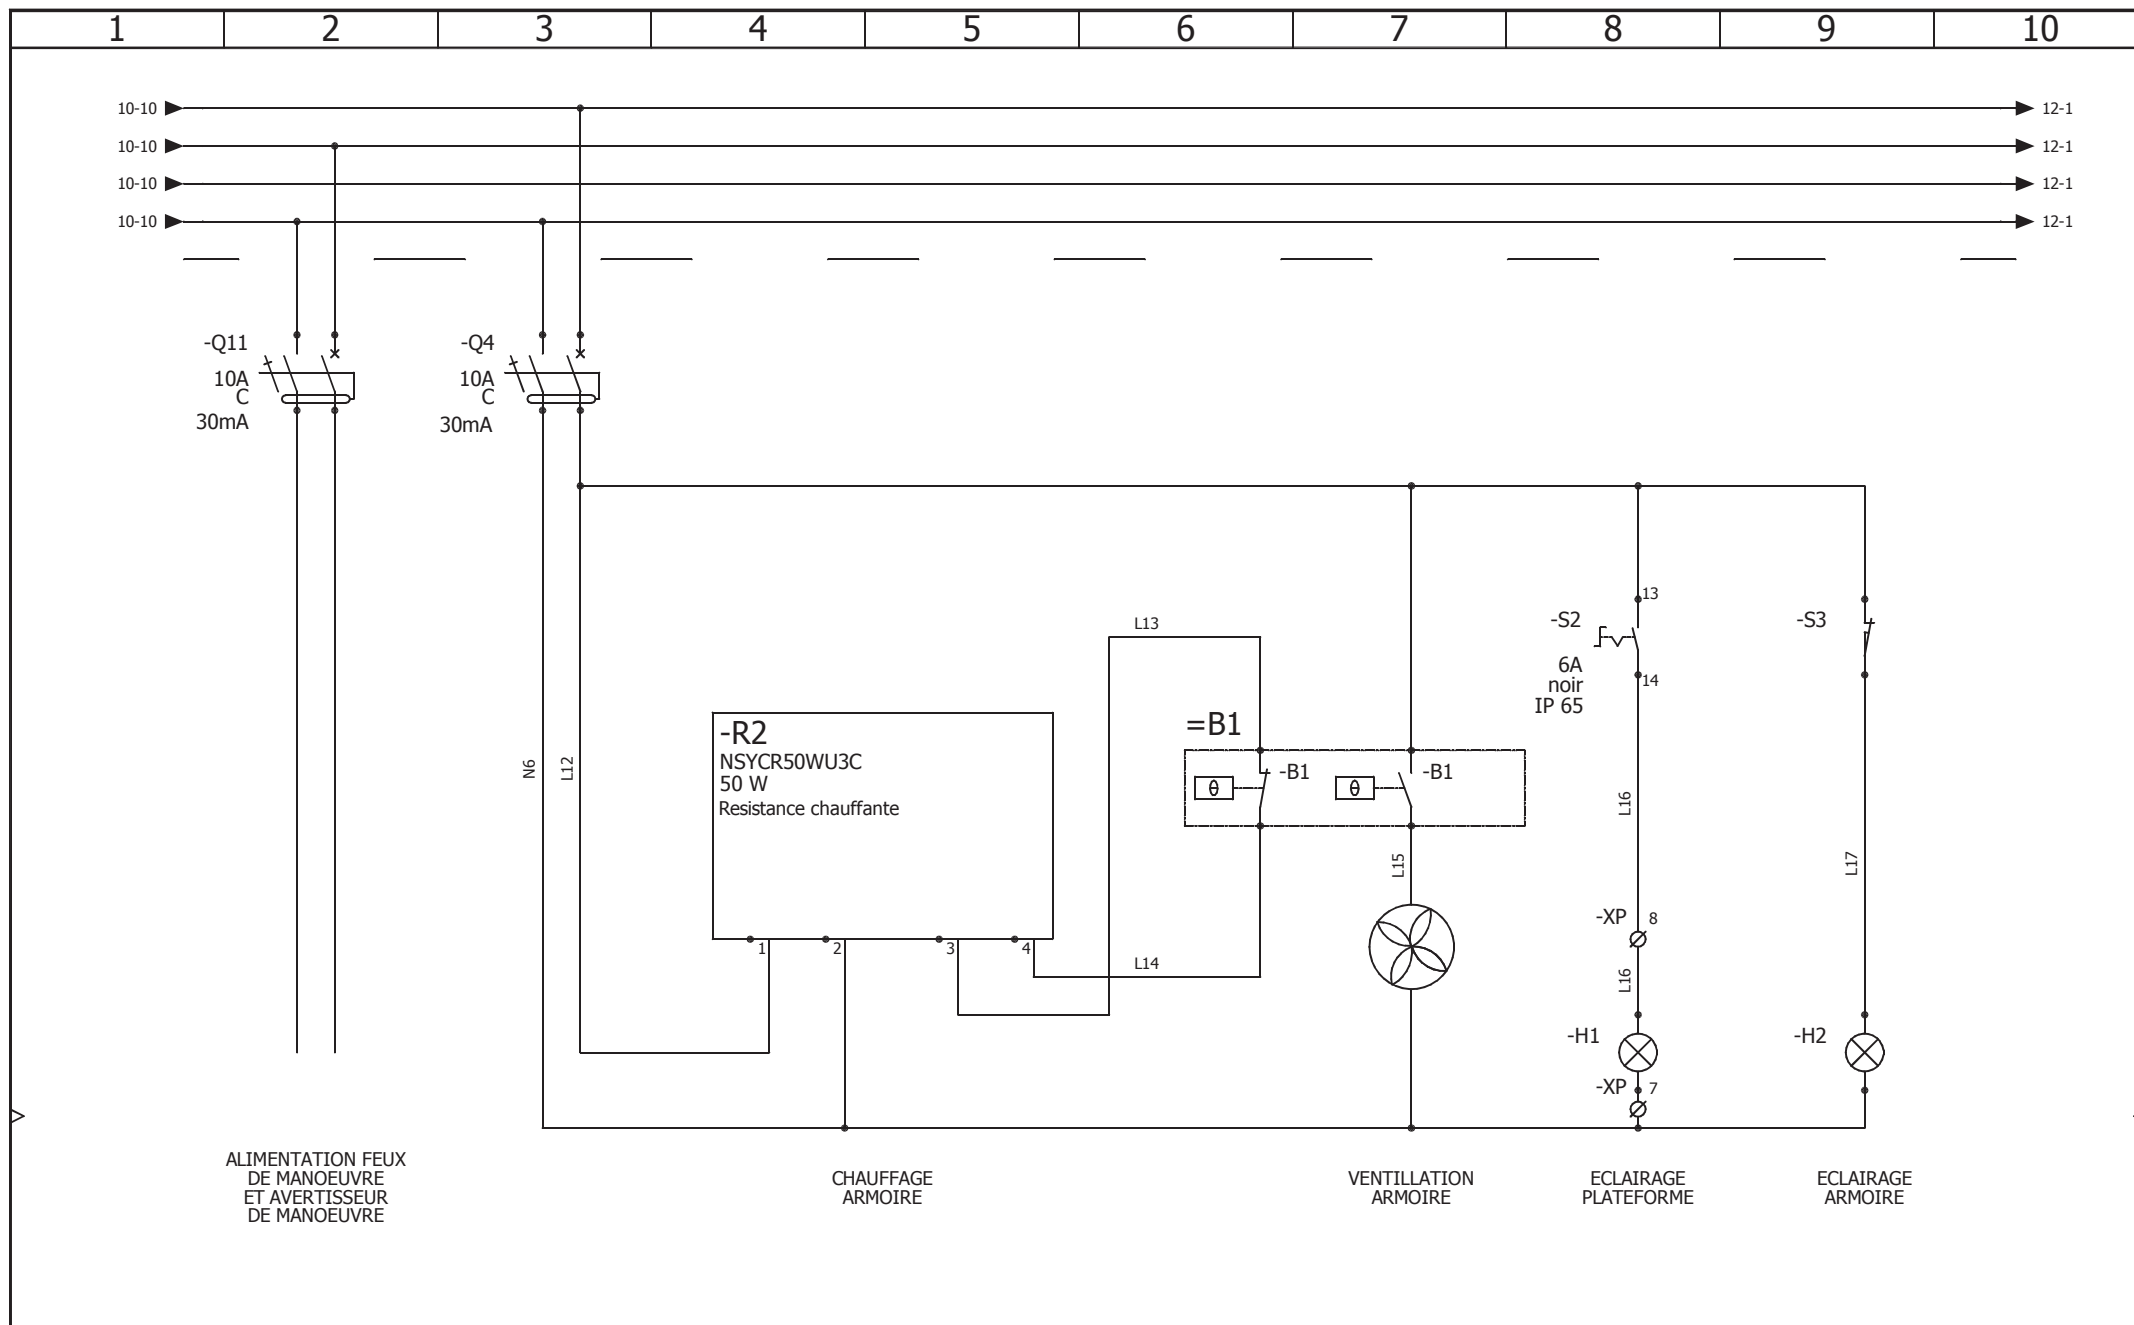 1 2 3 4 5 6 7 8 9 10
10-10 12-1
10-10 12-1
10-10 12-1
10-10 12-1
-Q11
10A
C
30mA
-Q4
10A
C
30mA
N6
L12
-R2
NSYCR50WU3C
50 W
Resistance chauffante
1 2 3 4
L13
L14
=B1
θ
-B1
θ
-B1
L15
13
-S2
6A
noir
IP 65
14
L16
-XP 8
L16
-H1
-XP 7
-S3
L17
-H2
ALIMENTATION FEUX
DE MANOEUVRE
ET AVERTISSEUR
DE MANOEUVRE
CHAUFFAGE
ARMOIRE
VENTILLATION
ARMOIRE
ECLAIRAGE
PLATEFORME
ECLAIRAGE
ARMOIRE